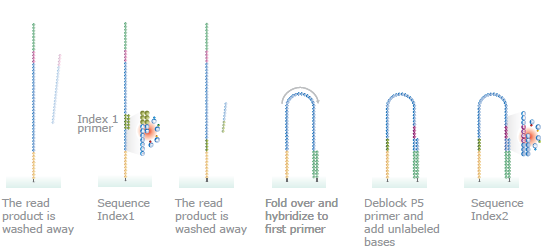 Index 1
primer
The read
product is
washed away
Sequence
Index1
The read
product is
washed away
Fold over and
hybridize to
first primer
Deblock P5
primer and
add unlabeled
bases
Sequence
Index2